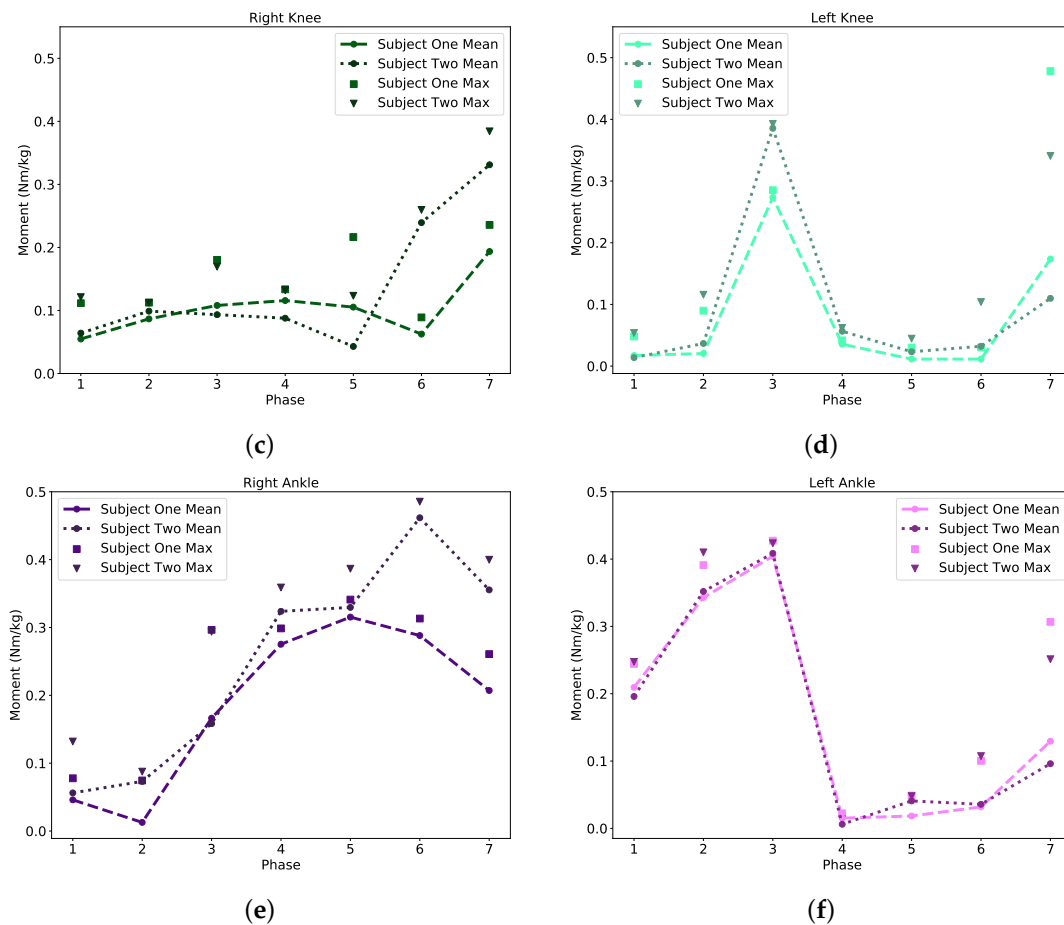 Right Knee
Subject One Mean
Subject Two Mean
Subject One Max
Subject Two Max
0.5
0.4
0.3
0.2
0.1
0.0
Moment (Nm/kg)
1 2 3 4 5 6 7
Phase
(c)
Left Knee
Subject One Mean
Subject Two Mean
Subject One Max
Subject Two Max
0.5
0.4
0.3
0.2
0.1
0.0
Moment (Nm/kg)
1 2 3 4 5 6 7
Phase
(d)
Right Ankle
Subject One Mean
Subject Two Mean
Subject One Max
Subject Two Max
0.5
0.4
0.3
0.2
0.1
0.0
Moment (Nm/kg)
1 2 3 4 5 6 7
Phase
(e)
Left Ankle
Subject One Mean
Subject Two Mean
Subject One Max
Subject Two Max
0.5
0.4
0.3
0.2
0.1
0.0
Moment (Nm/kg)
1 2 3 4 5 6 7
Phase
(f)